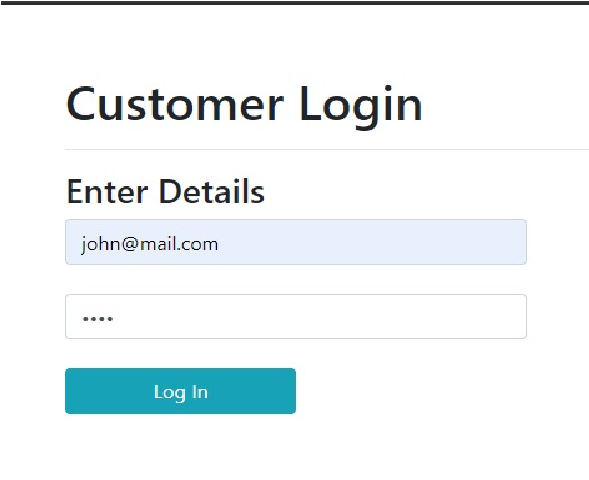 Customer Login
Enter Details
john@mail.com
••••
Log In